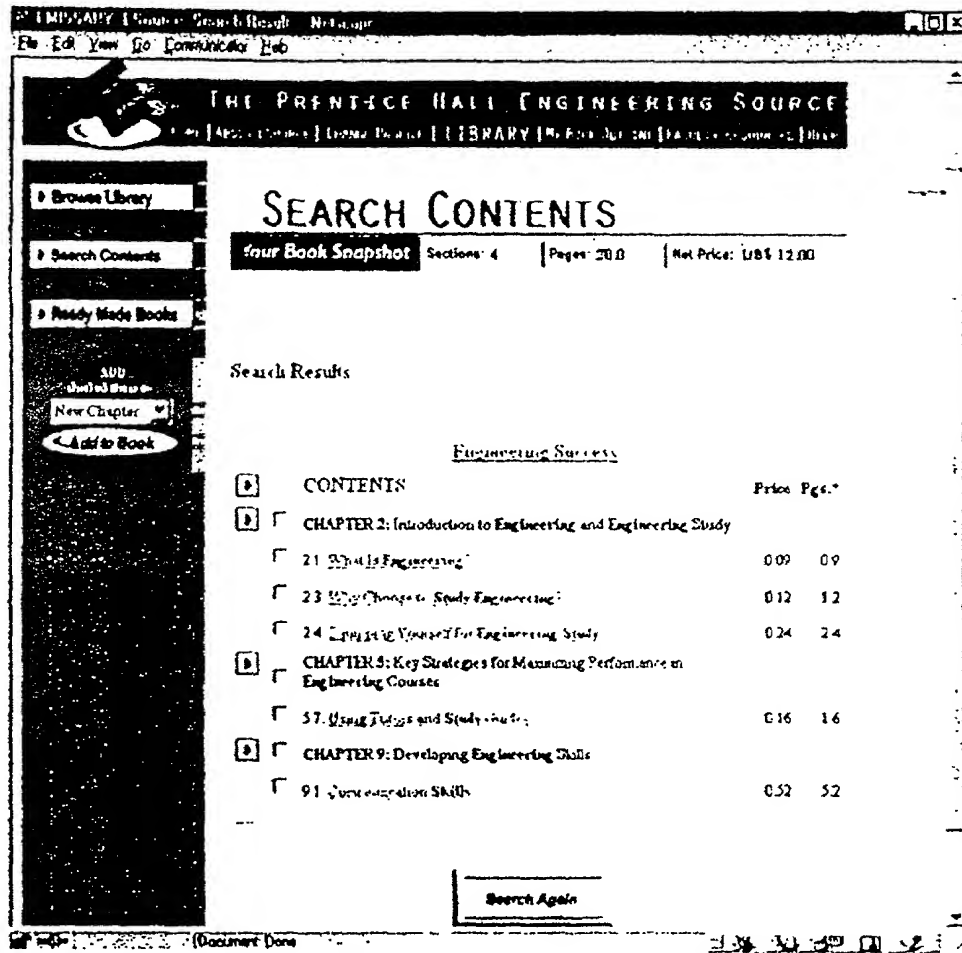 Search Result - Netscape
File Edit View Go Communicator Help
THE PRENTICE HALL ENGINEERING SOURCE
LIBRARY
Browse Library
Search Contents
Ready Made Books
ADD
New Chapter
Add to Book
SEARCH CONTENTS
Your Book Snapshot Sections: 4 Pages: 20.0 Net Price: US$ 12.00
Search Results
Engineering Success
CONTENTS Price Pgs.*
CHAPTER 2: Introduction to Engineering and Engineering Study
2.1 What Is Engineering? 0.09 0.9
2.3 Why Choose to Study Engineering? 0.12 1.2
2.4 Yourself for Engineering Study 0.24 2.4
CHAPTER 5: Key Strategies for Maximizing Performance in
Engineering Courses
5.7 Using Tutors and Study 0.16 1.6
CHAPTER 9: Developing Engineering Skills
9.1 Skills 0.52 5.2
Search Again
Document: Done